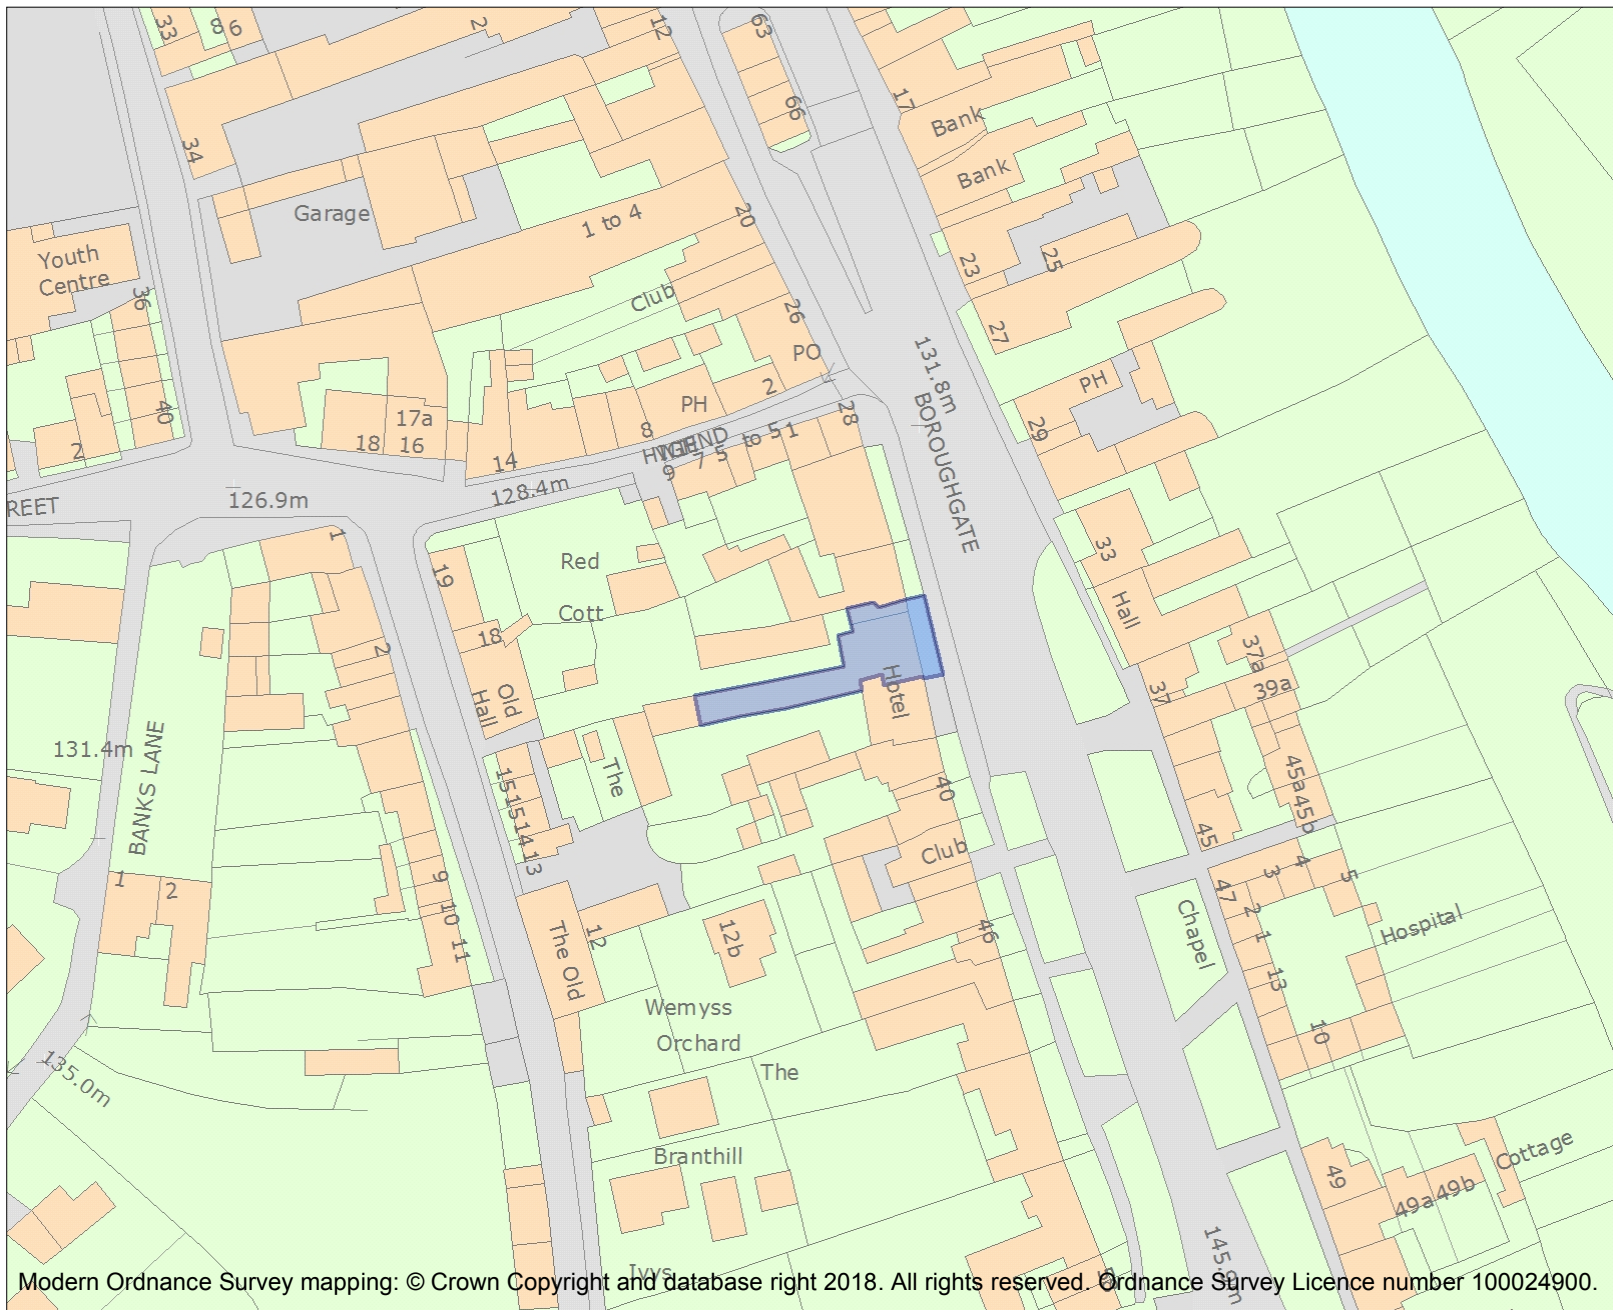 33
8 6
2
12
63
66
17
Bank
Bank
34
Garage
1 to 4
20
Youth
Centre
36
Club
26
PO
23
25
27
131.8m
BOROUGHGATE
PH
29
40
2
18
17a
16
14
8
PH
2
28
9
7
5
to 5
1
128.4m
REET
126.9m
1
19
Red
Cott
18
Old
Hall
2
33
Hall
37a
39a
37
Hotel
BANKS LANE
131.4m
The
15
15
14
13
40
45
45a
45b
Club
1
2
9
10
11
12
The Old
12b
46
47
3
4
5
2
1
13
10
Chapel
Hospital
Wemyss
Orchard
The
135.0m
Branthill
Ivys
49
49a
49b
Cottage
145.9m
Modern Ordnance Survey mapping: © Crown Copyright and database right 2018. All rights reserved. Ordnance Survey Licence number 100024900.